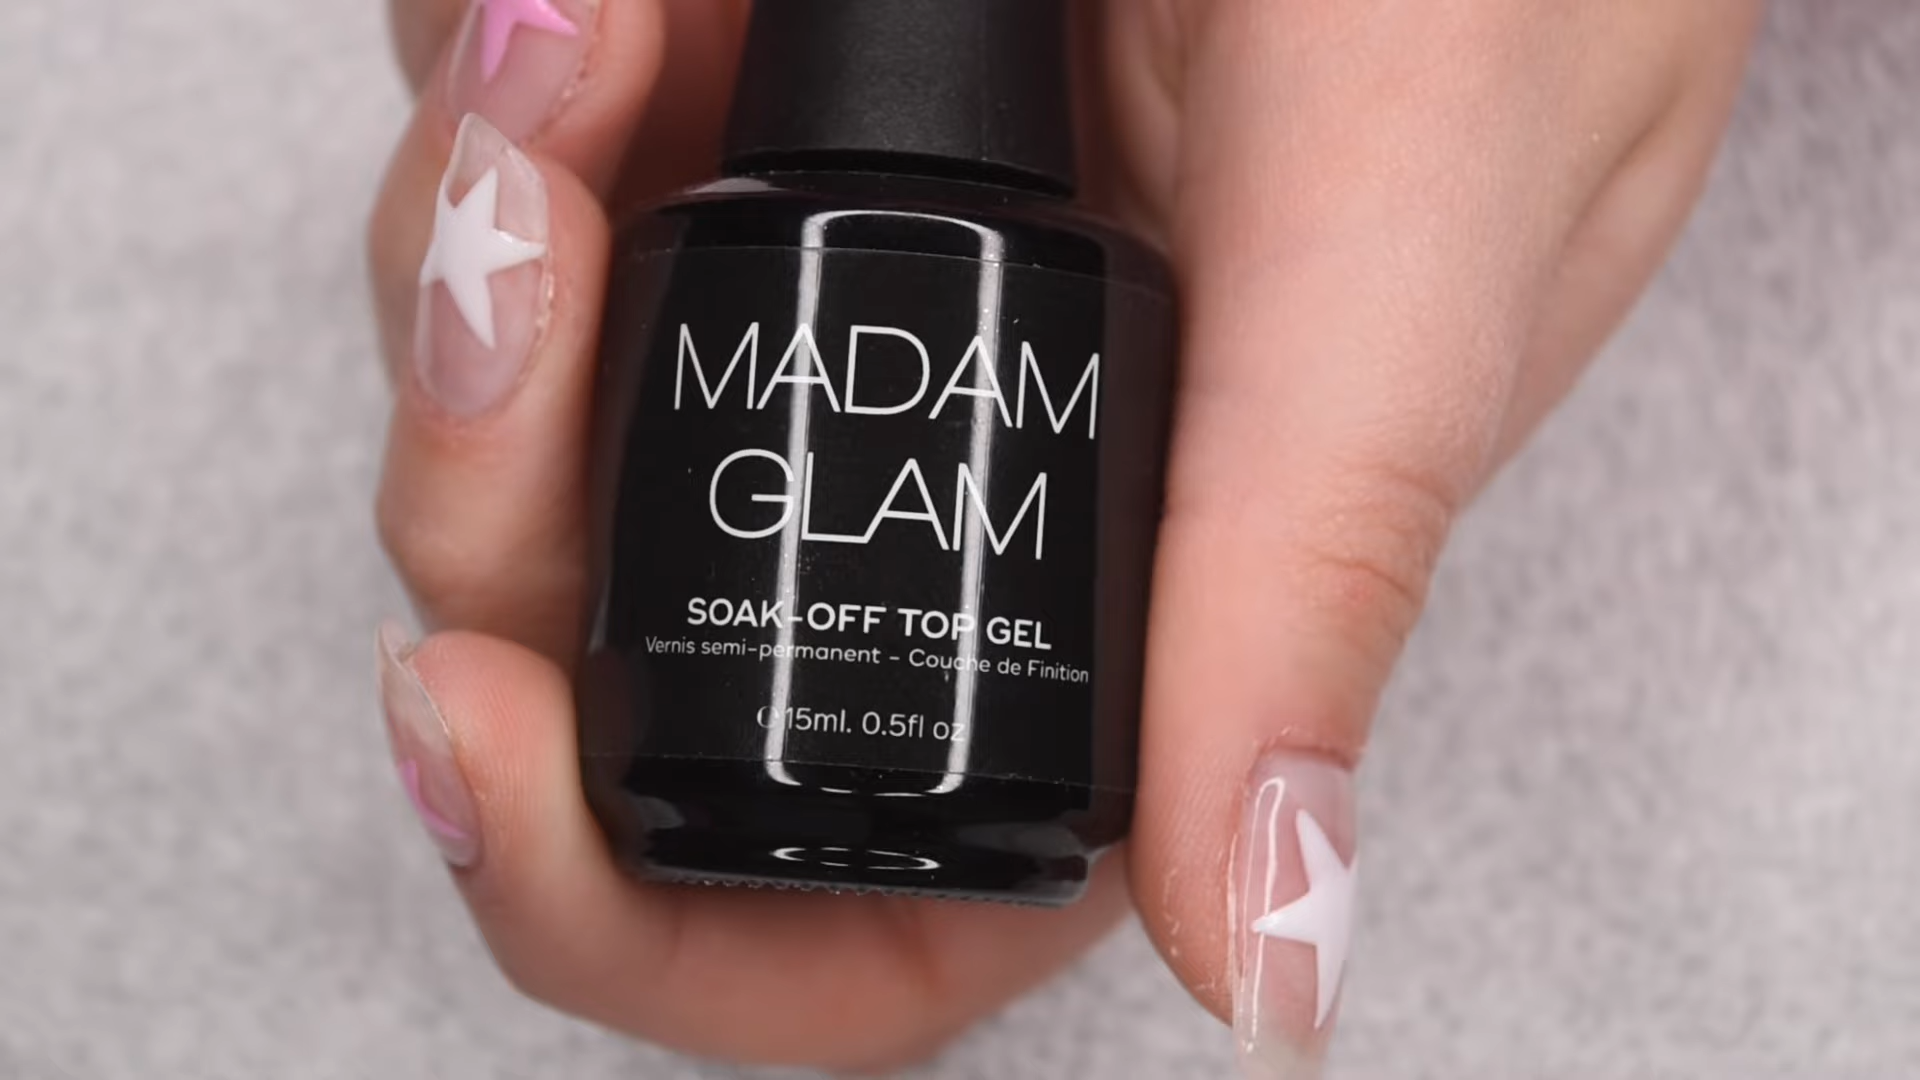 MADAM
GLAM
SOAK-OFF TOP GEL
Vernis semi-permanent - Couche de Finition
℮ 15ml. 0.5fl oz